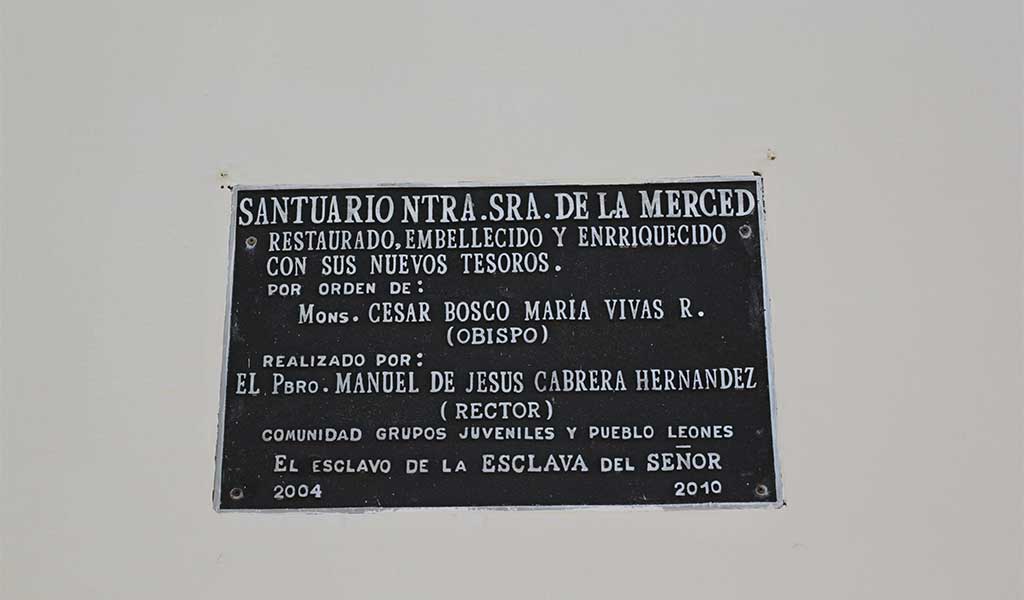 SANTUARIO NTRA. SRA. DE LA MERCED
RESTAURADO, EMBELLECIDO Y ENRRIQUECIDO
CON SUS NUEVOS TESOROS.
POR ORDEN DE:
MONS. CESAR BOSCO MARIA VIVAS R.
(OBISPO)
REALIZADO POR:
EL PBRO. MANUEL DE JESUS CABRERA HERNANDEZ
(RECTOR)
COMUNIDAD GRUPOS JUVENILES Y PUEBLO LEONES
EL ESCLAVO DE LA ESCLAVA DEL SEÑOR
2004 2010